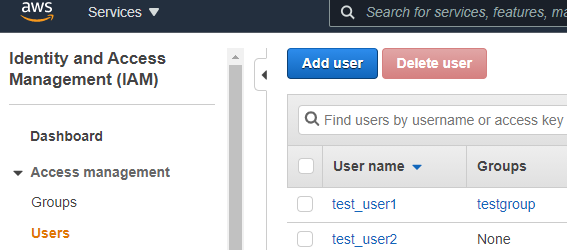 aws
Services
Search for services, features, ma
Identity and Access
Management (IAM)
Dashboard
Access management
Groups
Users
Add user
Delete user
Find users by username or access key
User name
Groups
test_user1
testgroup
test_user2
None